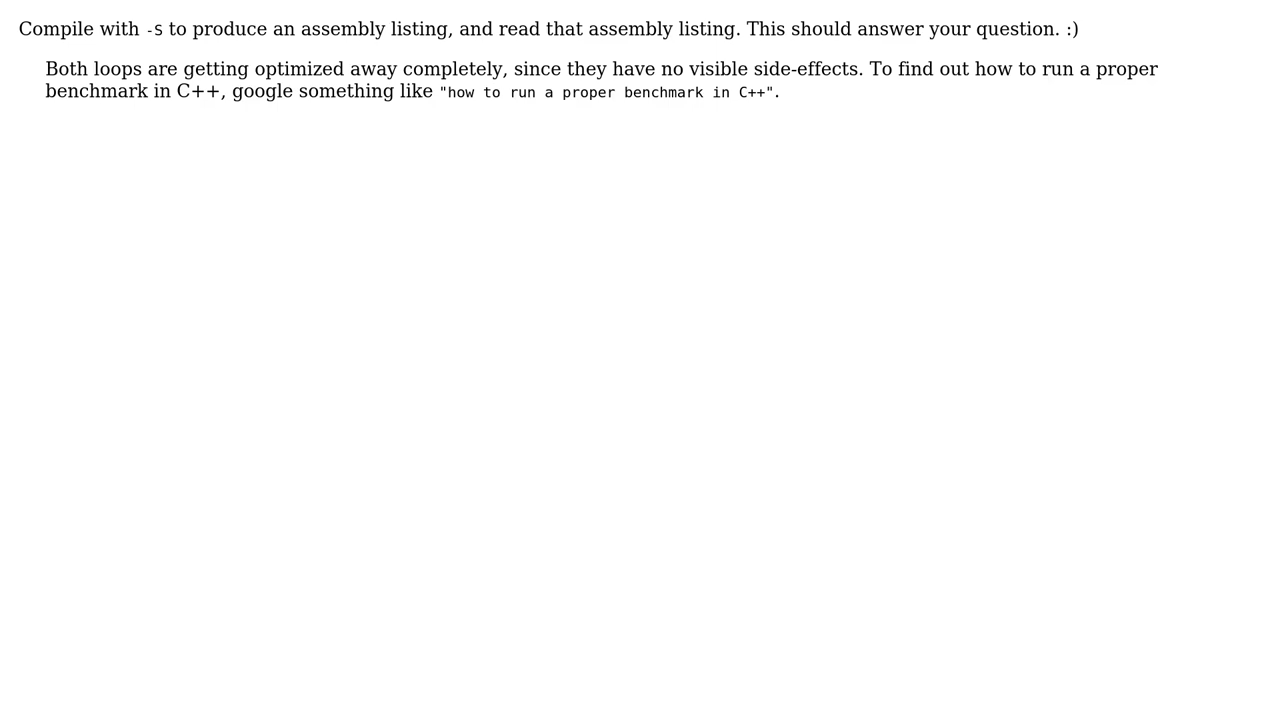 Compile with -S to produce an assembly listing, and read that assembly listing. This should answer your question. :)
Both loops are getting optimized away completely, since they have no visible side-effects. To find out how to run a proper
benchmark in C++, google something like "how to run a proper benchmark in C++".